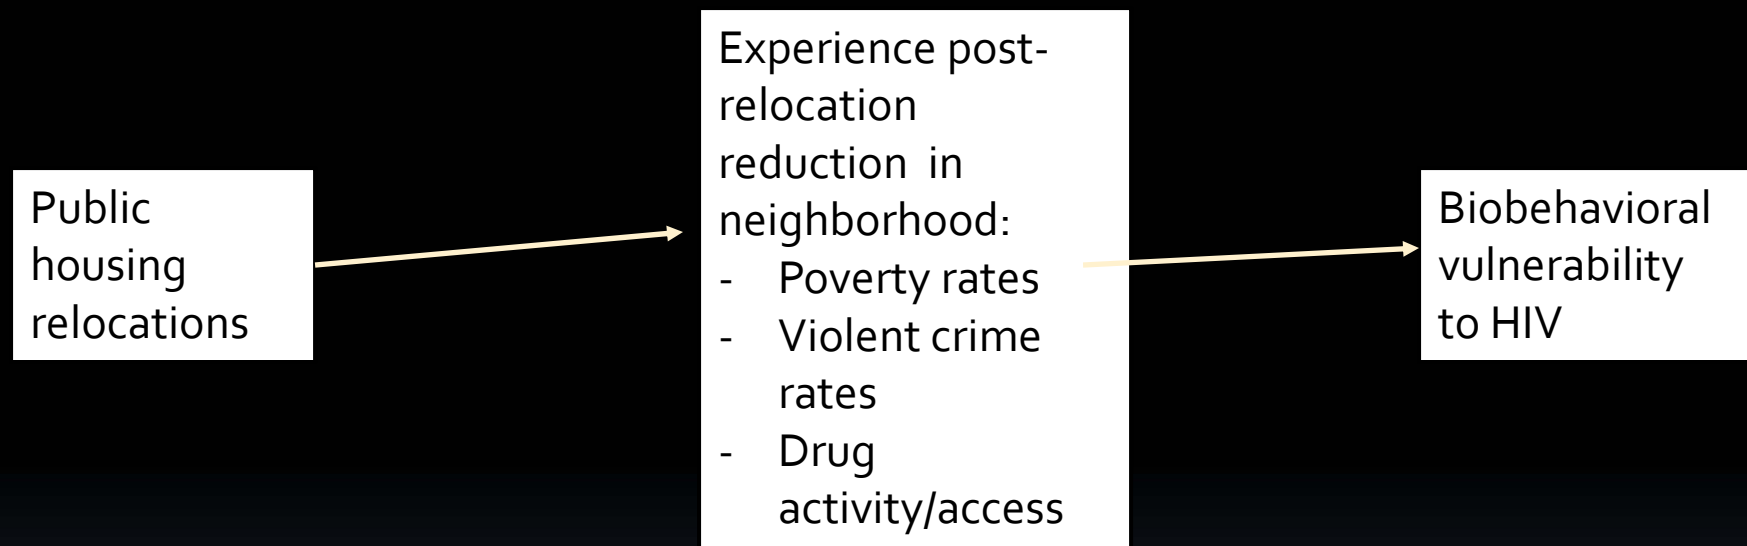 Public
housing
relocations
Experience post-
relocation
reduction in
neighborhood:
- Poverty rates
- Violent crime
rates
- Drug
activity/access
Biobehavioral
vulnerability
to HIV